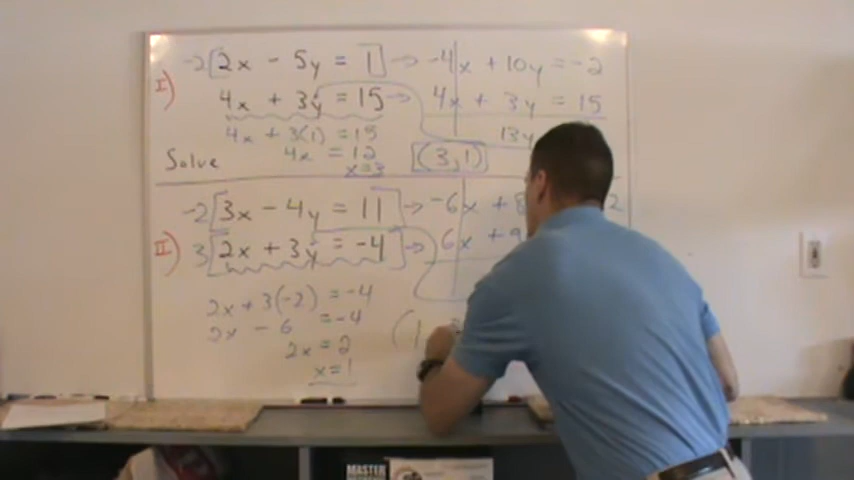 -2[2x - 5y = 1] → -4x + 10y = -2
I) 4x + 3y = 15 → 4x + 3y = 15
4x + 3(1) = 15 13y
4x = 12 (3,1)
Solve x=3
-2[3x - 4y = 11] → -6x + 8 2
II) 3[2x + 3y = -4] → 6x + 9
2x + 3(-2) = -4
2x - 6 = -4 (1
2x = 2
x=1
MASTER